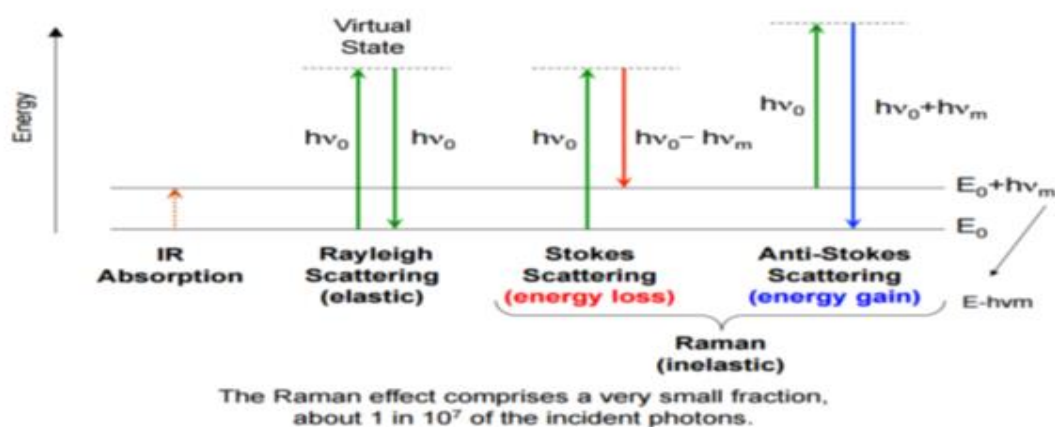 Virtual
State
Energy
hν₀
hν₀
hν₀
hν₀− hνₘ
hν₀
hν₀+hνₘ
E₀+hνₘ
E₀
IR
Absorption
Rayleigh
Scattering
(elastic)
Stokes
Scattering
(energy loss)
Anti-Stokes
Scattering
(energy gain)
E-hvm
Raman
(inelastic)
The Raman effect comprises a very small fraction,
about 1 in 10⁷ of the incident photons.